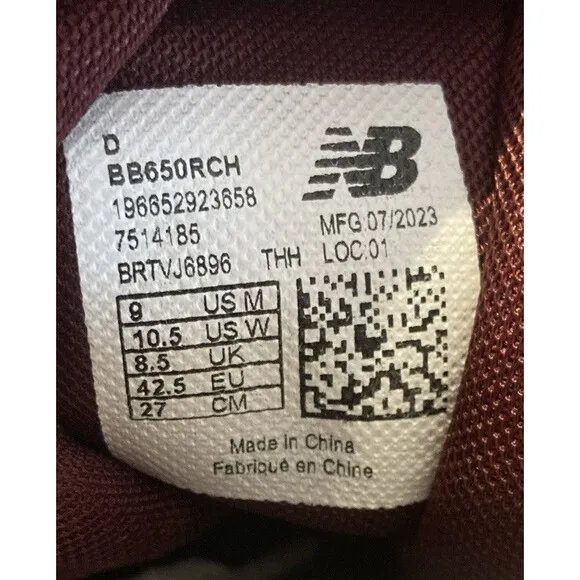 D
BB650RCH
196652923658
7514185
BRTVJ6896
NB
MFG:07/2023
THH LOC:01
9 US M
10.5 US W
8.5 UK
42.5 EU
27 CM
Made in China
Fabriqué en Chine